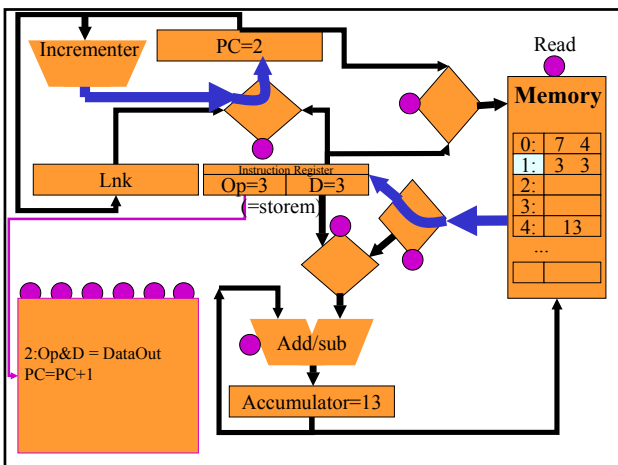 Incrementer
PC=2
Read
Memory
0: 7 4
1: 3 3
2:
3:
4: 13
...
Lnk
Instruction Register
Op=3 D=3
(=storem)
2:Op&D = DataOut
PC=PC+1
Add/sub
Accumulator=13